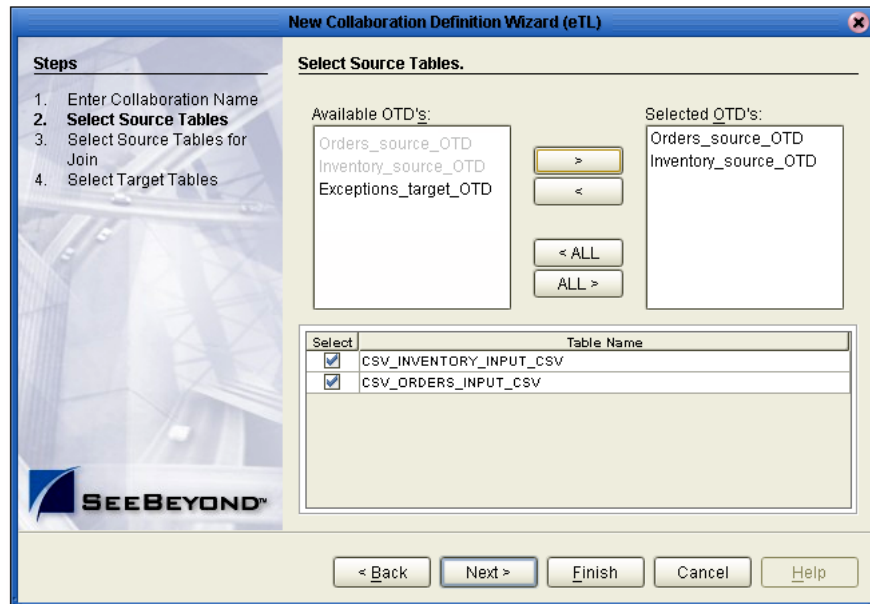 New Collaboration Definition Wizard (eTL)
Steps
1. Enter Collaboration Name
2. Select Source Tables
3. Select Source Tables for
Join
4. Select Target Tables
SEEBEYOND™
Select Source Tables.
Available OTD's:
Orders_source_OTD
Inventory_source_OTD
Exceptions_target_OTD
>
<
< ALL
ALL >
Selected OTD's:
Orders_source_OTD
Inventory_source_OTD
Select Table Name
CSV_INVENTORY_INPUT_CSV
CSV_ORDERS_INPUT_CSV
< Back Next > Finish Cancel Help